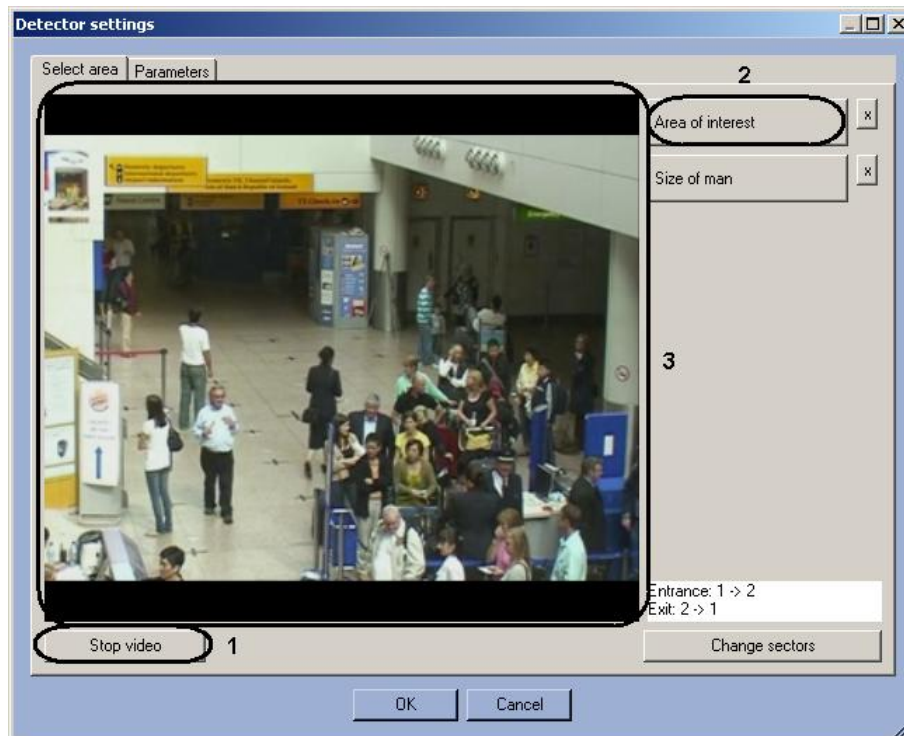 Detector settings
Select area
Parameters
2
Area of interest
x
Size of man
x
3
Entrance: 1 -> 2
Exit: 2 -> 1
Stop video
1
Change sectors
OK
Cancel